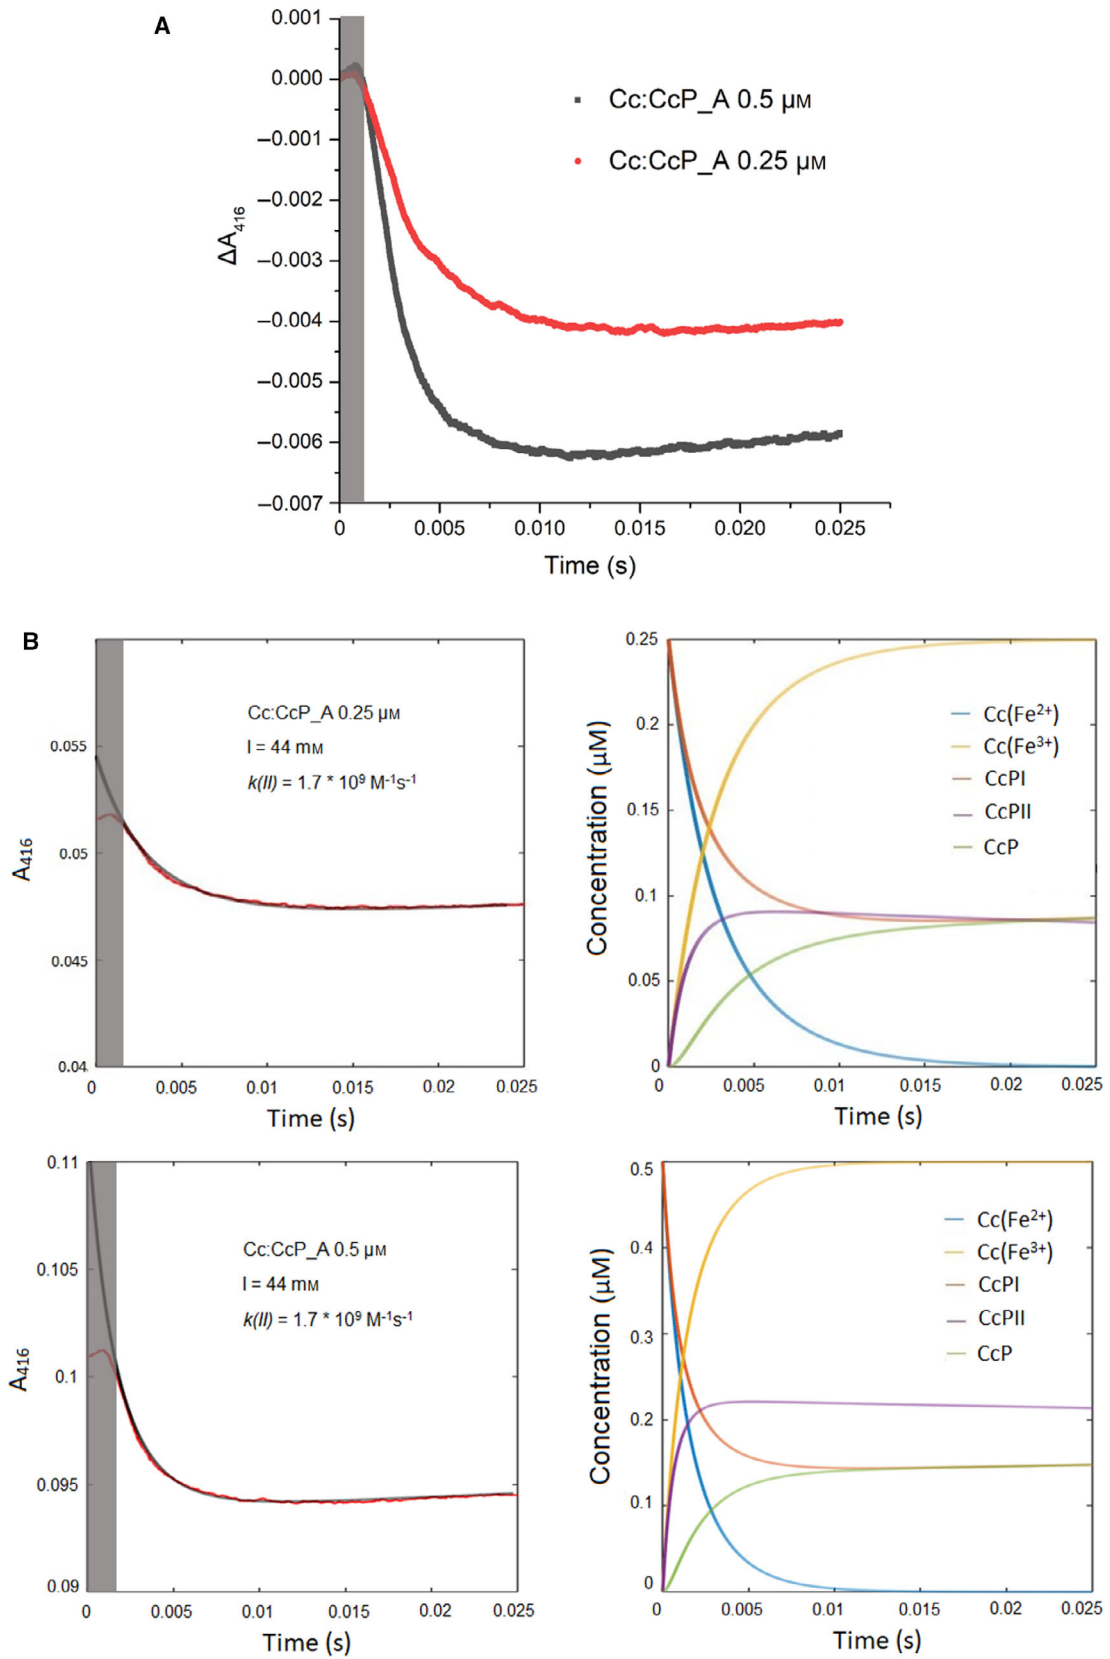 A
0.001
0.000
–0.001
–0.002
–0.003
–0.004
–0.005
–0.006
–0.007
ΔA416
Cc:CcP_A 0.5 μM
Cc:CcP_A 0.25 μM
0 0.005 0.010 0.015 0.020 0.025
Time (s)
B
0.055
0.05
0.045
0.04
A416
Cc:CcP_A 0.25 μM
I = 44 mM
k(II) = 1.7 * 10⁹ M⁻¹s⁻¹
0 0.005 0.01 0.015 0.02 0.025
Time (s)
0.25
0.2
0.15
0.1
0.05
0
Concentration (μM)
Cc(Fe²⁺)
Cc(Fe³⁺)
CcPI
CcPII
CcP
0 0.005 0.01 0.015 0.02 0.025
Time (s)
0.11
0.105
0.1
0.095
0.09
A416
Cc:CcP_A 0.5 μM
I = 44 mM
k(II) = 1.7 * 10⁹ M⁻¹s⁻¹
0 0.005 0.01 0.015 0.02 0.025
Time (s)
0.5
0.4
0.3
0.2
0.1
0
Concentration (μM)
Cc(Fe²⁺)
Cc(Fe³⁺)
CcPI
CcPII
CcP
0 0.005 0.01 0.015 0.02 0.025
Time (s)